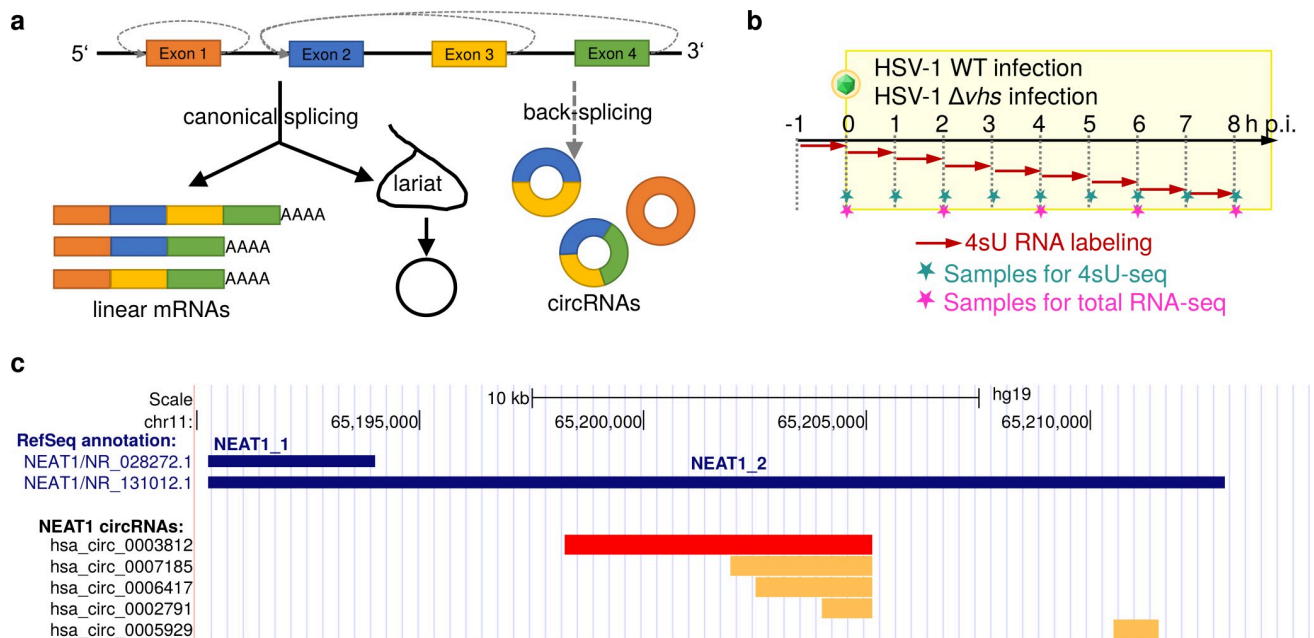 a
5‘
Exon 1
Exon 2
Exon 3
Exon 4
3‘
canonical splicing
back-splicing
lariat
AAAA
AAAA
AAAA
linear mRNAs
circRNAs
b
HSV-1 WT infection
HSV-1 Δvhs infection
-1 0 1 2 3 4 5 6 7 8 h p.i.
4sU RNA labeling
Samples for 4sU-seq
Samples for total RNA-seq
c
Scale 10 kb hg19
chr11: 65,195,000 65,200,000 65,205,000 65,210,000
RefSeq annotation: NEAT1_1
NEAT1/NR_028272.1 NEAT1_2
NEAT1/NR_131012.1
NEAT1 circRNAs:
hsa_circ_0003812
hsa_circ_0007185
hsa_circ_0006417
hsa_circ_0002791
hsa_circ_0005929